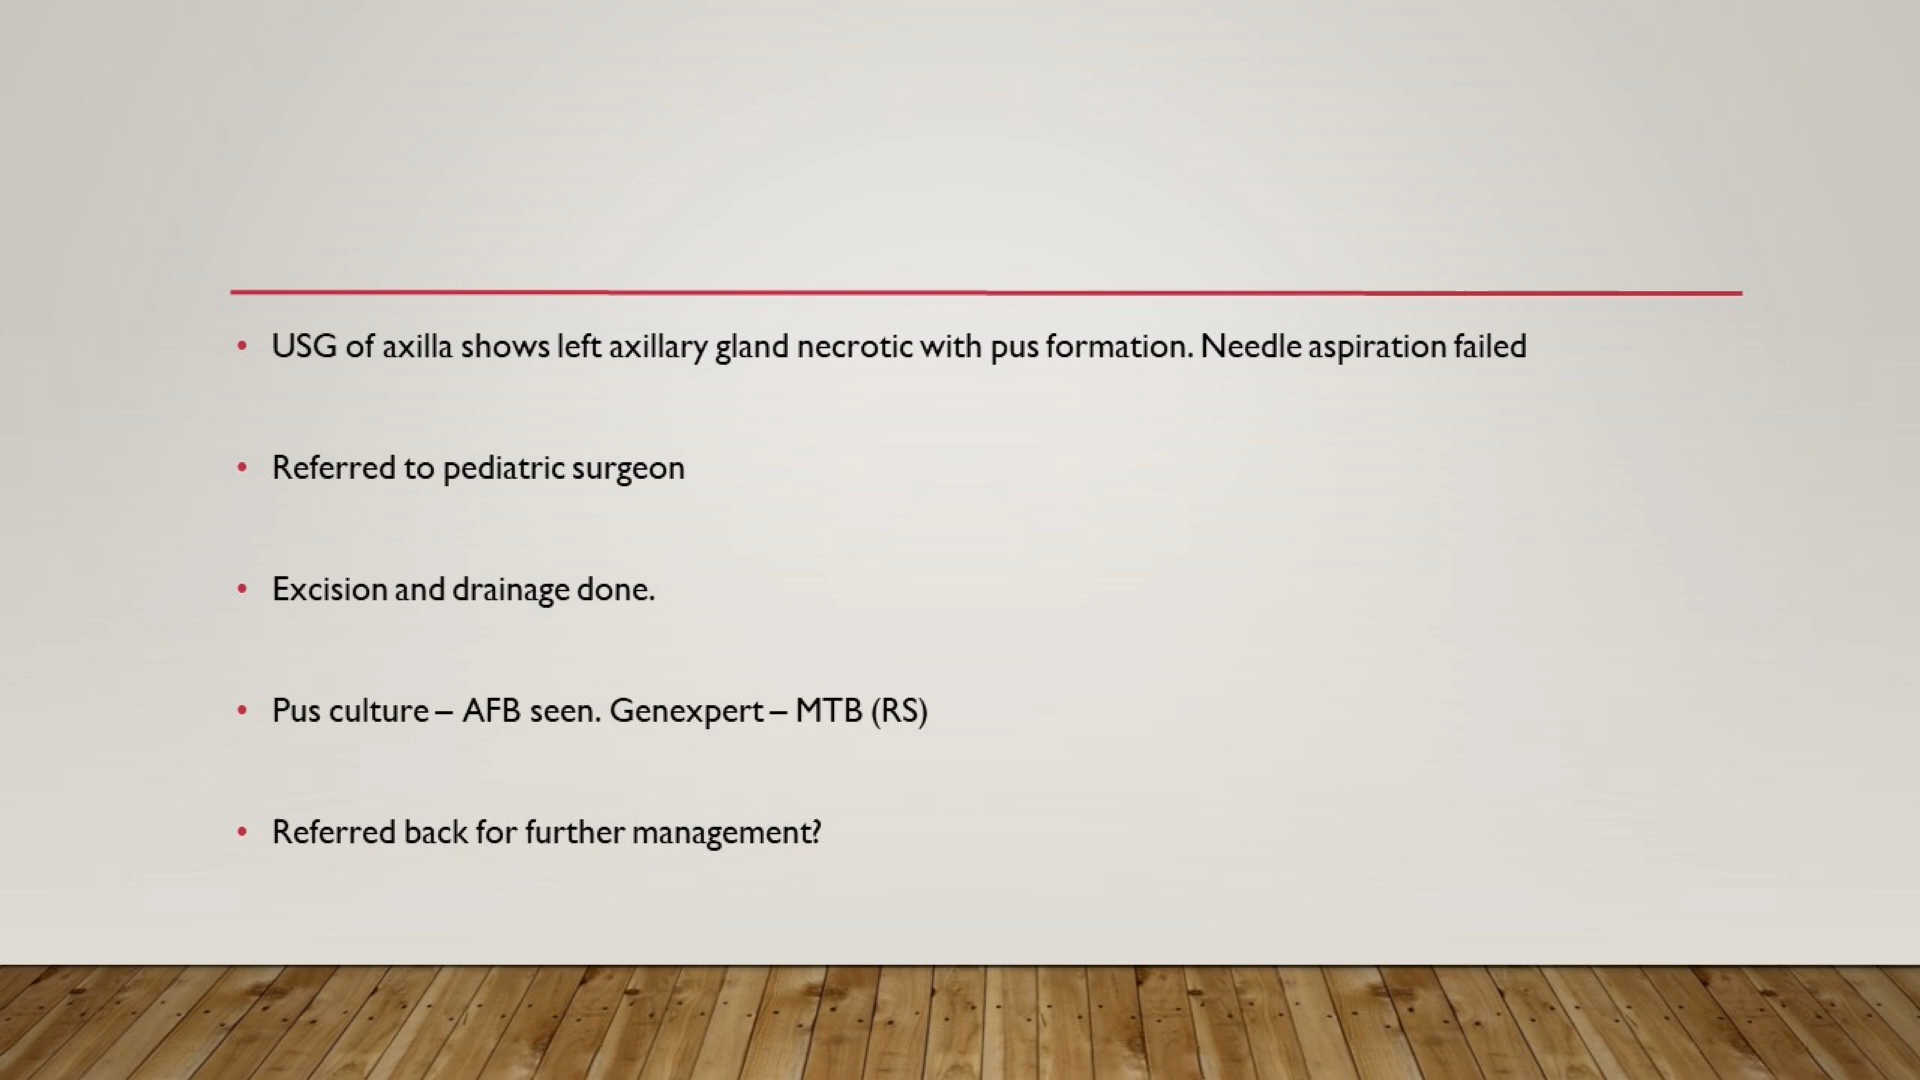 • USG of axilla shows left axillary gland necrotic with pus formation. Needle aspiration failed
• Referred to pediatric surgeon
• Excision and drainage done.
• Pus culture – AFB seen. Genexpert – MTB (RS)
• Referred back for further management?